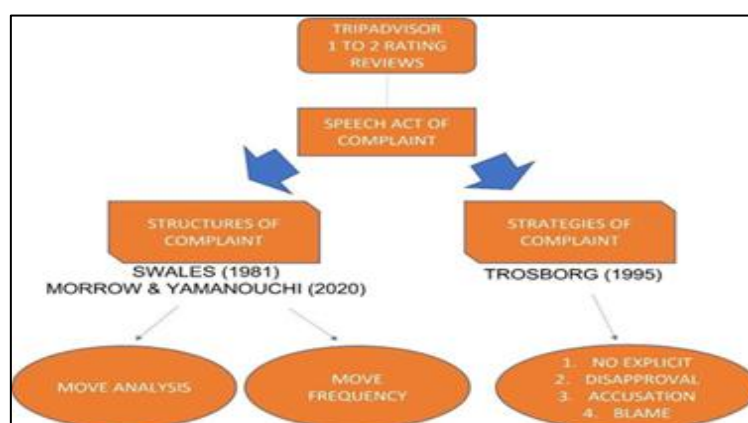 TRIPADVISOR
1 TO 2 RATING
REVIEWS
SPEECH ACT OF
COMPLAINT
STRUCTURES OF
COMPLAINT
STRATEGIES OF
COMPLAINT
SWALES (1981)
MORROW & YAMANOUCHI (2020)
TROSBORG (1995)
MOVE ANALYSIS
MOVE
FREQUENCY
1. NO EXPLICIT
2. DISAPPROVAL
3. ACCUSATION
4. BLAME